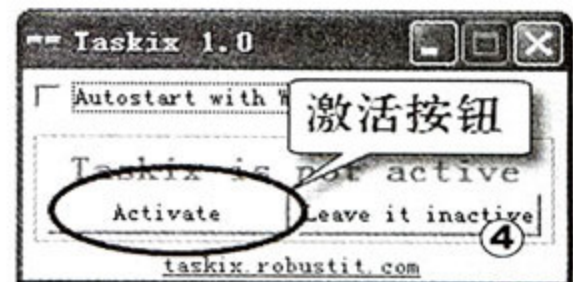 Taskix 1.0
Autostart with W
激活按钮
Taskix is not active
Activate
Leave it inactive
④
taskix.robustit.com